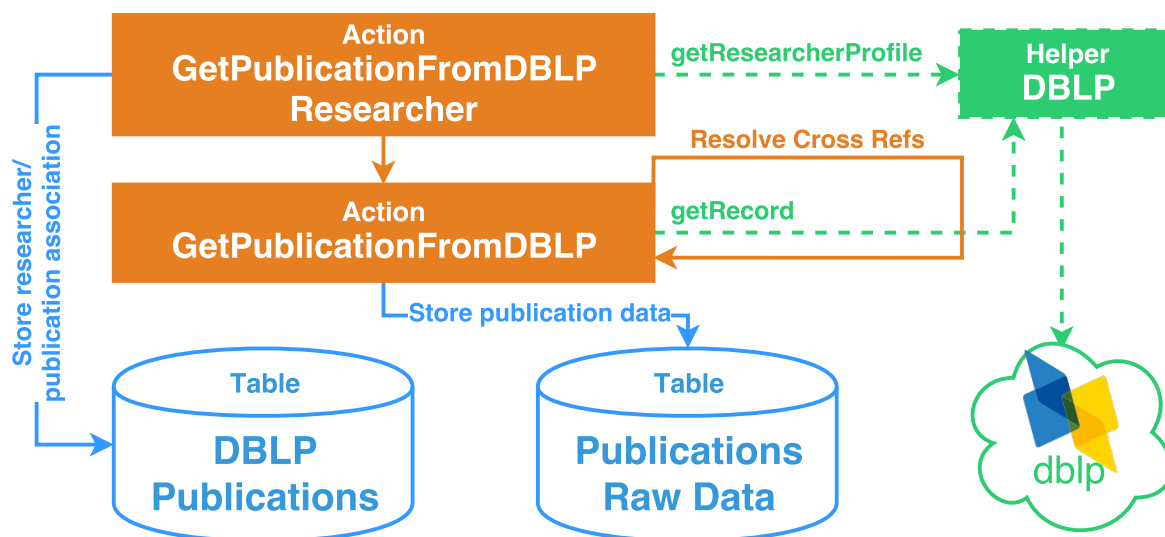 Action
GetPublicationFromDBLP
Researcher
getResearcherProfile
Helper
DBLP
Resolve Cross Refs
Action
GetPublicationFromDBLP
getRecord
Store researcher/
publication association
Store publication data
Table
DBLP
Publications
Table
Publications
Raw Data
dblp